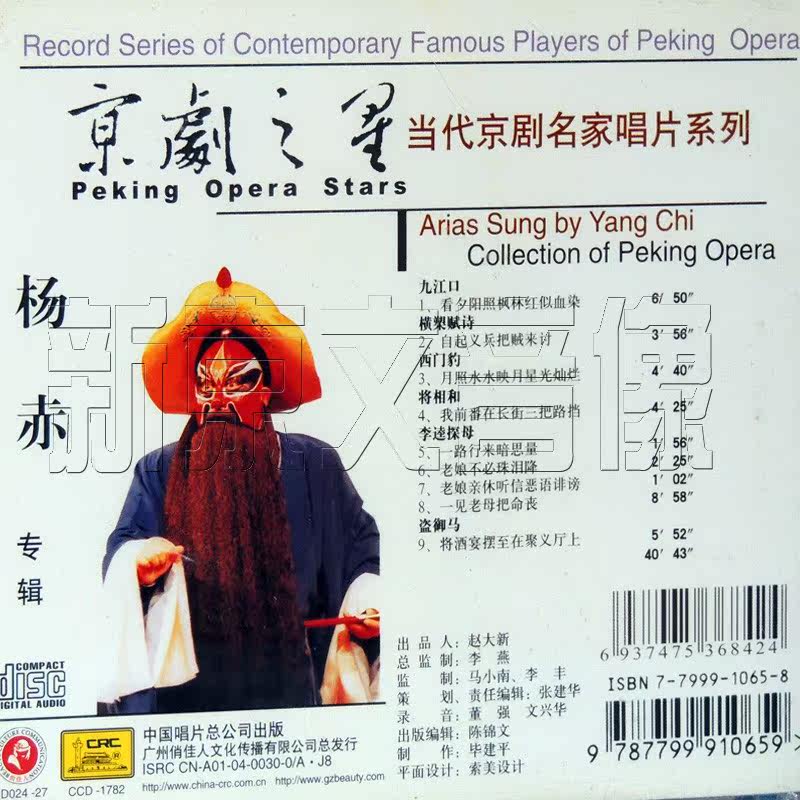 Record Series of Contemporary Famous Players of Peking Opera
京劇之星
当代京剧名家唱片系列
Peking Opera Stars
Arias Sung by Yang Chi
Collection of Peking Opera
杨赤
专辑
新京文音像
九江口
1、看夕阳照枫林红似血染 6′ 50″
横槊赋诗
2、自起义兵把贼来讨 3′ 56″
西门豹
3、月照水水映月星光灿烂 4′ 40″
将相和
4、我前番在长街三把路挡 4′ 25″
李逵探母
5、一路行来暗思量 1′ 56″
6、老娘不必珠泪降 2′ 25″
7、老娘亲休听信恶语诽谤 1′ 02″
8、一见老母把命丧 8′ 58″
盗御马
9、将酒宴摆至在聚义厅上 5′ 52″
40′ 43″
出品人：赵大新
总监制：李燕
监制：马小南、李丰
策划、责任编辑：张建华
录音：董强 文兴华
出版编辑：陈锦文
制作：毕建平
平面设计：索美设计
6 937475 368424
ISBN 7-7999-1065-8
9 787799 910659 >
COMPACT
disc
DIGITAL AUDIO
CRC
中国唱片总公司出版
广州俏佳人文化传播有限公司总发行
ISRC CN-A01-04-0030-0/A·J8
D024-27
CCD-1782
http://www.china-crc.com.cn
http://www.gzbeauty.com